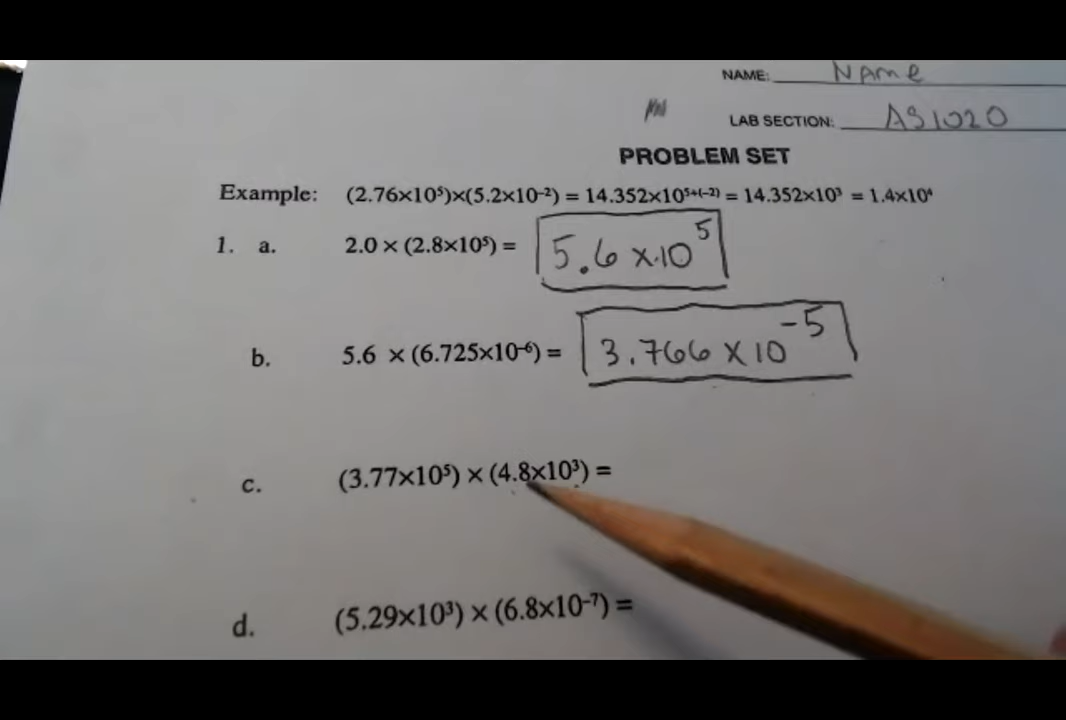 NAME: Name
LAB SECTION: AS1020
PROBLEM SET
Example: (2.76×10⁵)×(5.2×10⁻²) = 14.352×10⁵⁺⁽⁻²⁾ = 14.352×10³ = 1.4×10⁴
1. a. 2.0 × (2.8×10⁵) = 5.6 x10⁵
b. 5.6 × (6.725×10⁻⁶) = 3.766 x 10⁻⁵
c. (3.77×10⁵) × (4.8×10³) =
d. (5.29×10³) × (6.8×10⁻⁷) =